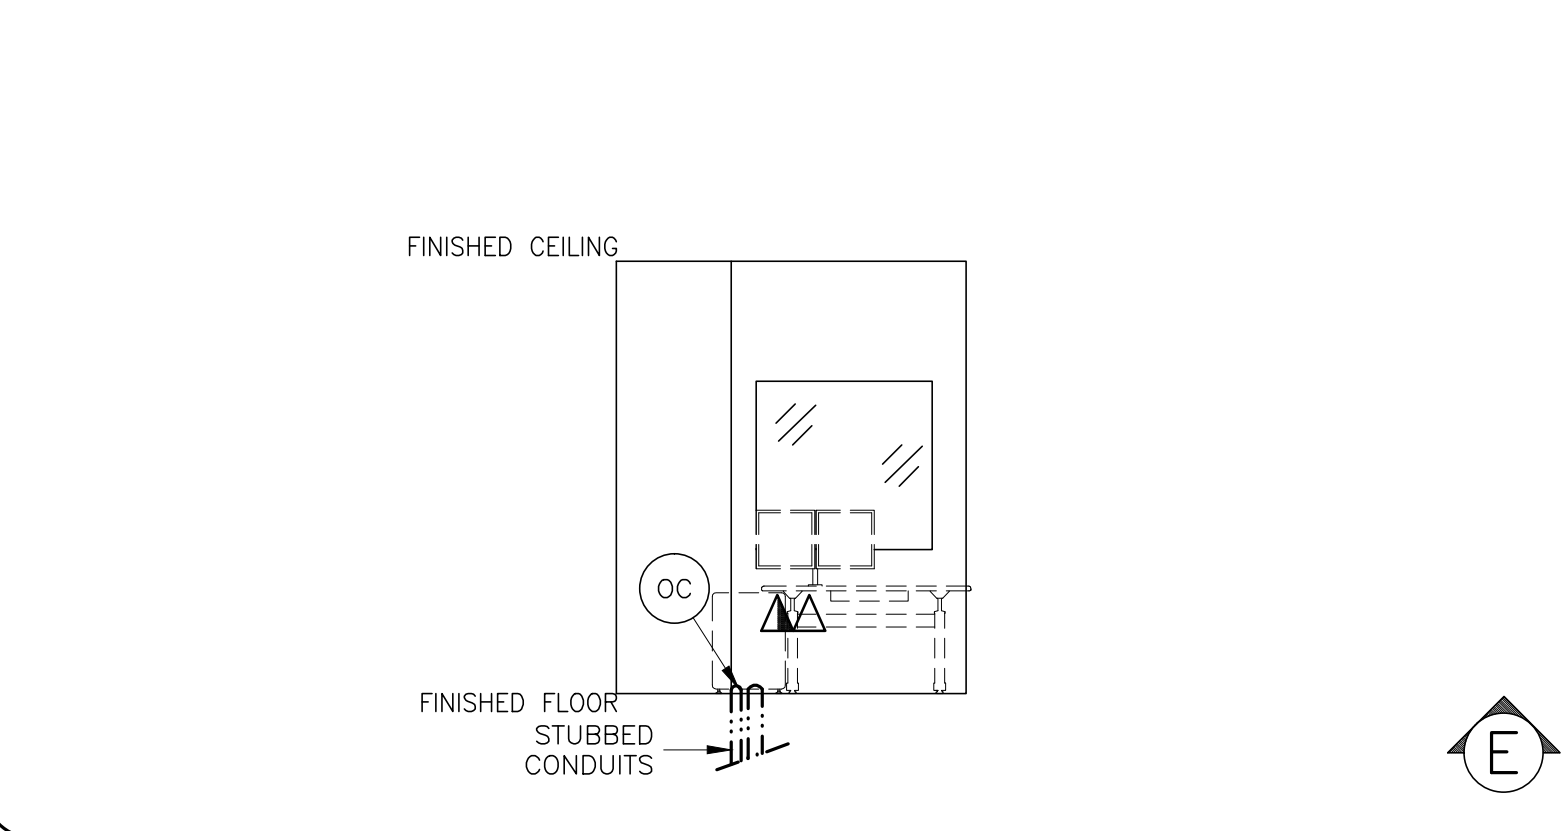 FINISHED CEILING
OC
FINISHED FLOOR
STUBBED
CONDUITS
E